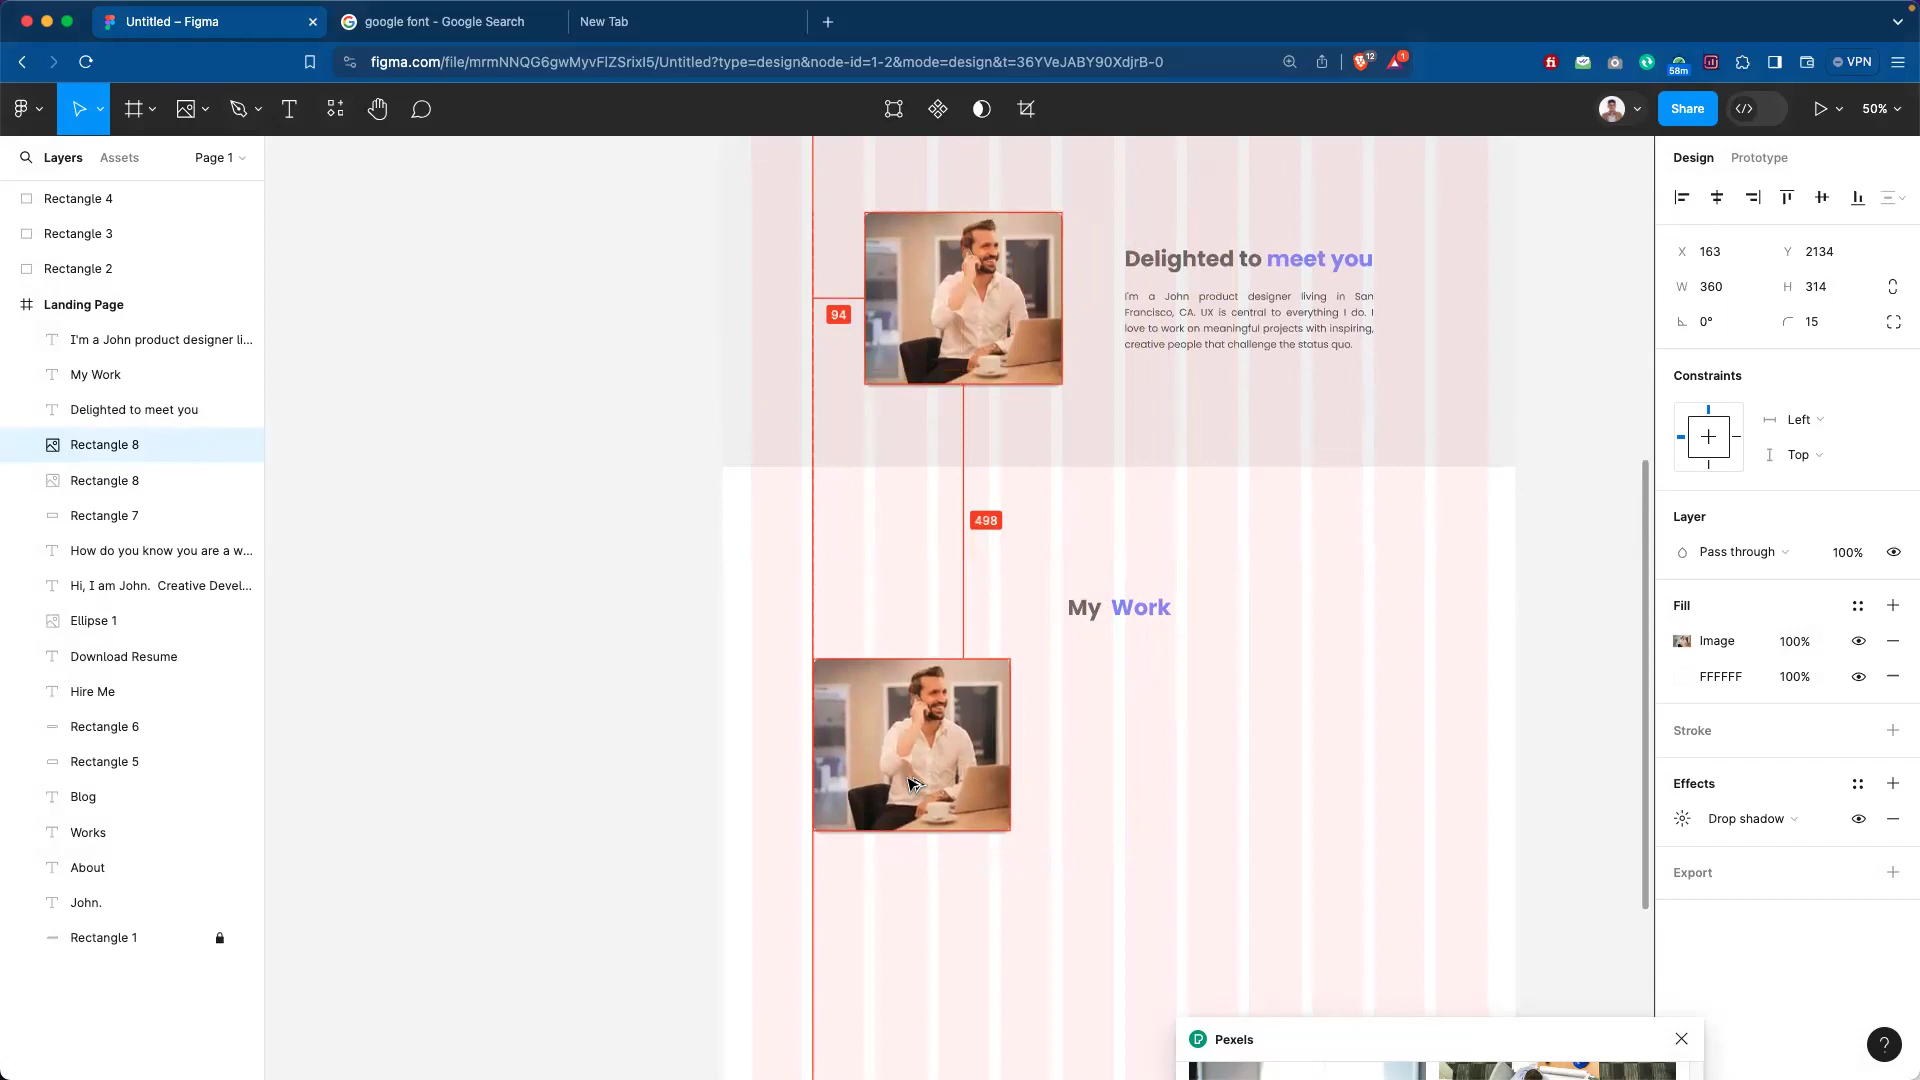 Untitled – Figma
google font - Google Search
New Tab
figma.com/file/mrmNNQG6gwMyvFlZSrixl5/Untitled?type=design&node-id=1-2&mode=design&t=36YVeJABY90XdjrB-0
12
1
58m
VPN
Share
50%
Layers
Assets
Page 1
Rectangle 4
Rectangle 3
Rectangle 2
Landing Page
I'm a John product designer li...
My Work
Delighted to meet you
Rectangle 8
Rectangle 8
Rectangle 7
How do you know you are a w...
Hi, I am John. Creative Devel...
Ellipse 1
Download Resume
Hire Me
Rectangle 6
Rectangle 5
Blog
Works
About
John.
Rectangle 1
94
Delighted to meet you
I'm a John product designer living in San
Francisco, CA. UX is central to everything I do. I
love to work on meaningful projects with inspiring,
creative people that challenge the status quo.
498
My Work
Pexels
Design
Prototype
X 163
Y 2134
W 360
H 314
0°
15
Constraints
Left
Top
Layer
Pass through
100%
Fill
Image
100%
FFFFFF
100%
Stroke
Effects
Drop shadow
Export
?